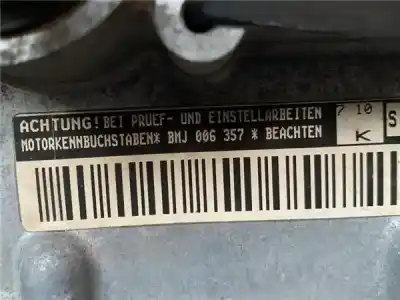 ACHTUNG! BEI PRUEF- UND EINSTELLARBEITEN
MOTORKENNBUCHSTABEN* BMJ 006 357 * BEACHTEN
7 10
K
S